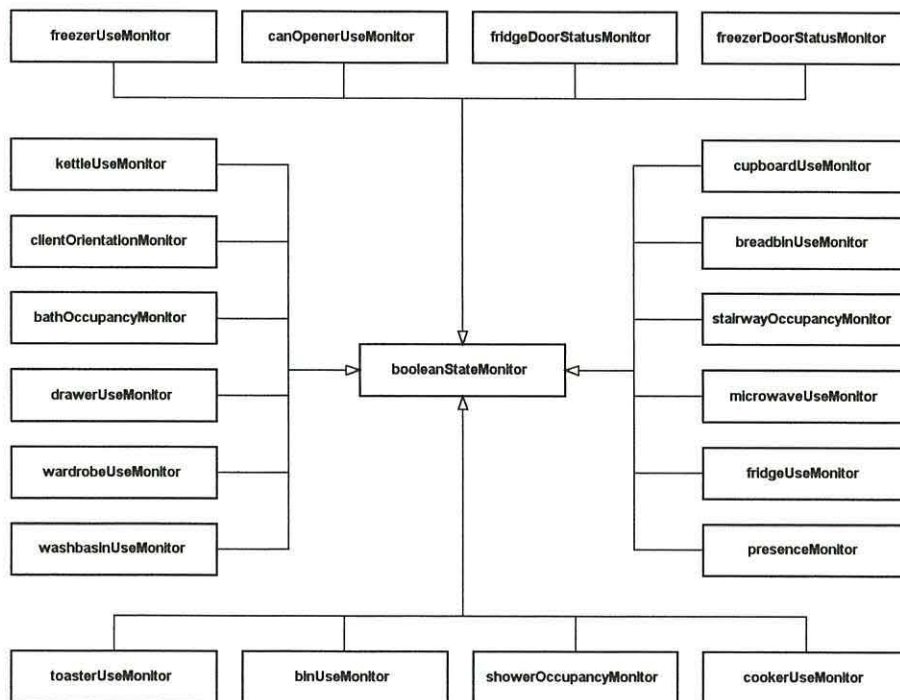 freezerUseMonitor
canOpenerUseMonitor
fridgeDoorStatusMonitor
freezerDoorStatusMonitor
kettleUseMonitor
cupboardUseMonitor
clientOrientationMonitor
breadbinUseMonitor
bathOccupancyMonitor
stairwayOccupancyMonitor
booleanStateMonitor
drawerUseMonitor
microwaveUseMonitor
wardrobeUseMonitor
fridgeUseMonitor
washbasinUseMonitor
presenceMonitor
toasterUseMonitor
binUseMonitor
showerOccupancyMonitor
cookerUseMonitor